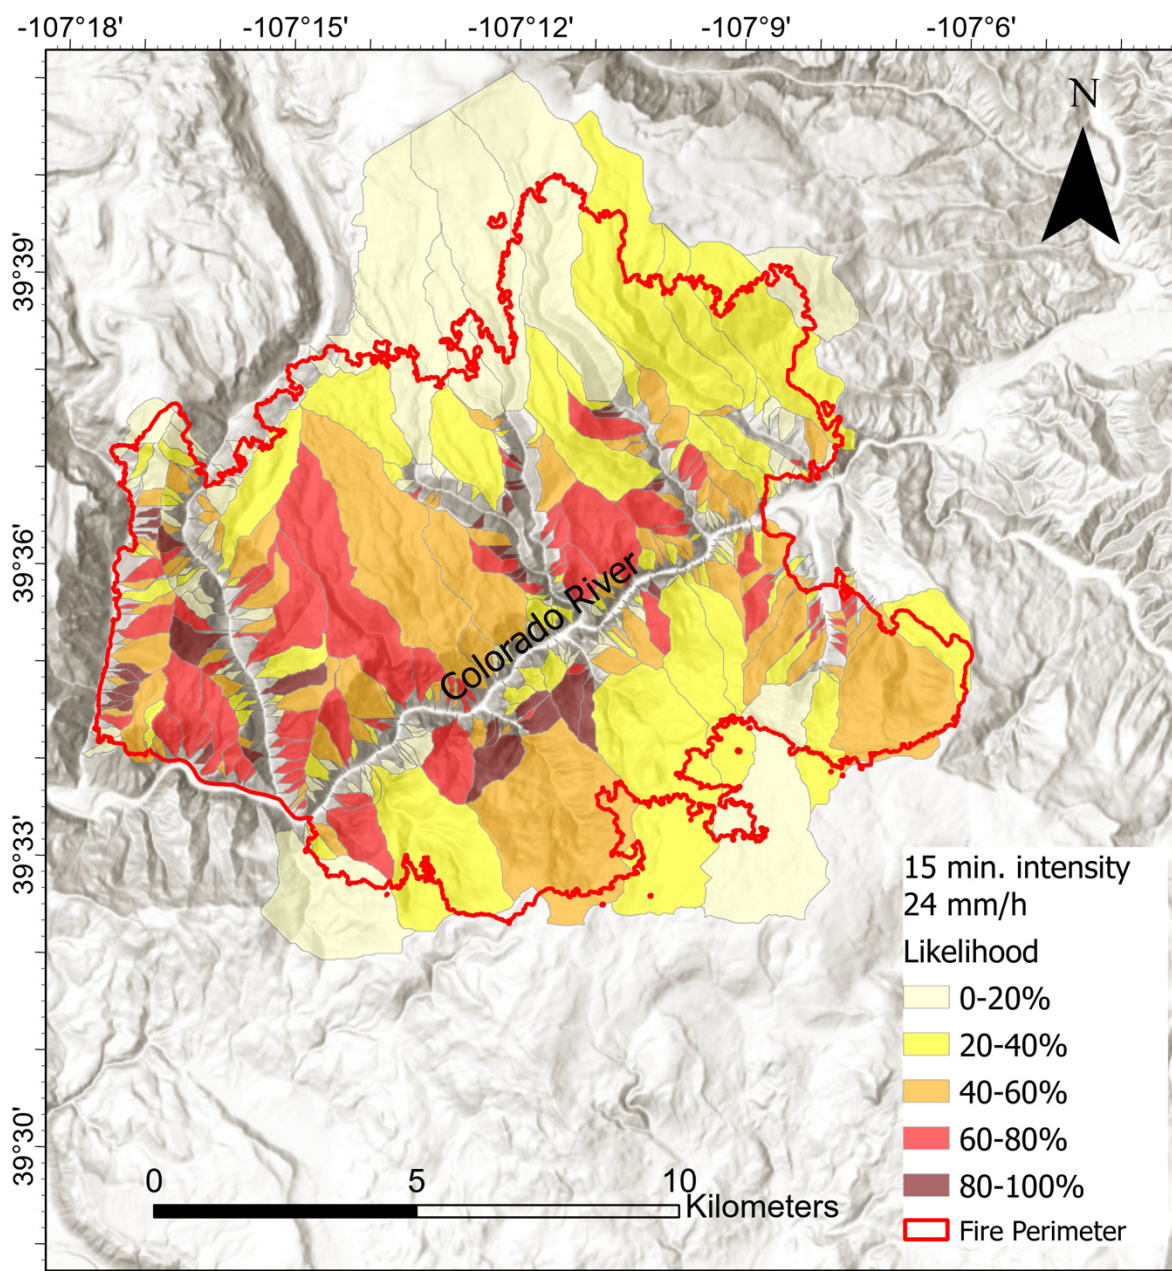 -107°18' -107°15' -107°12' -107°9' -107°6'
N
39°39'
39°36'
Colorado River
39°33'
15 min. intensity
24 mm/h
Likelihood
0-20%
20-40%
40-60%
60-80%
80-100%
Fire Perimeter
39°30'
0 5 10
Kilometers